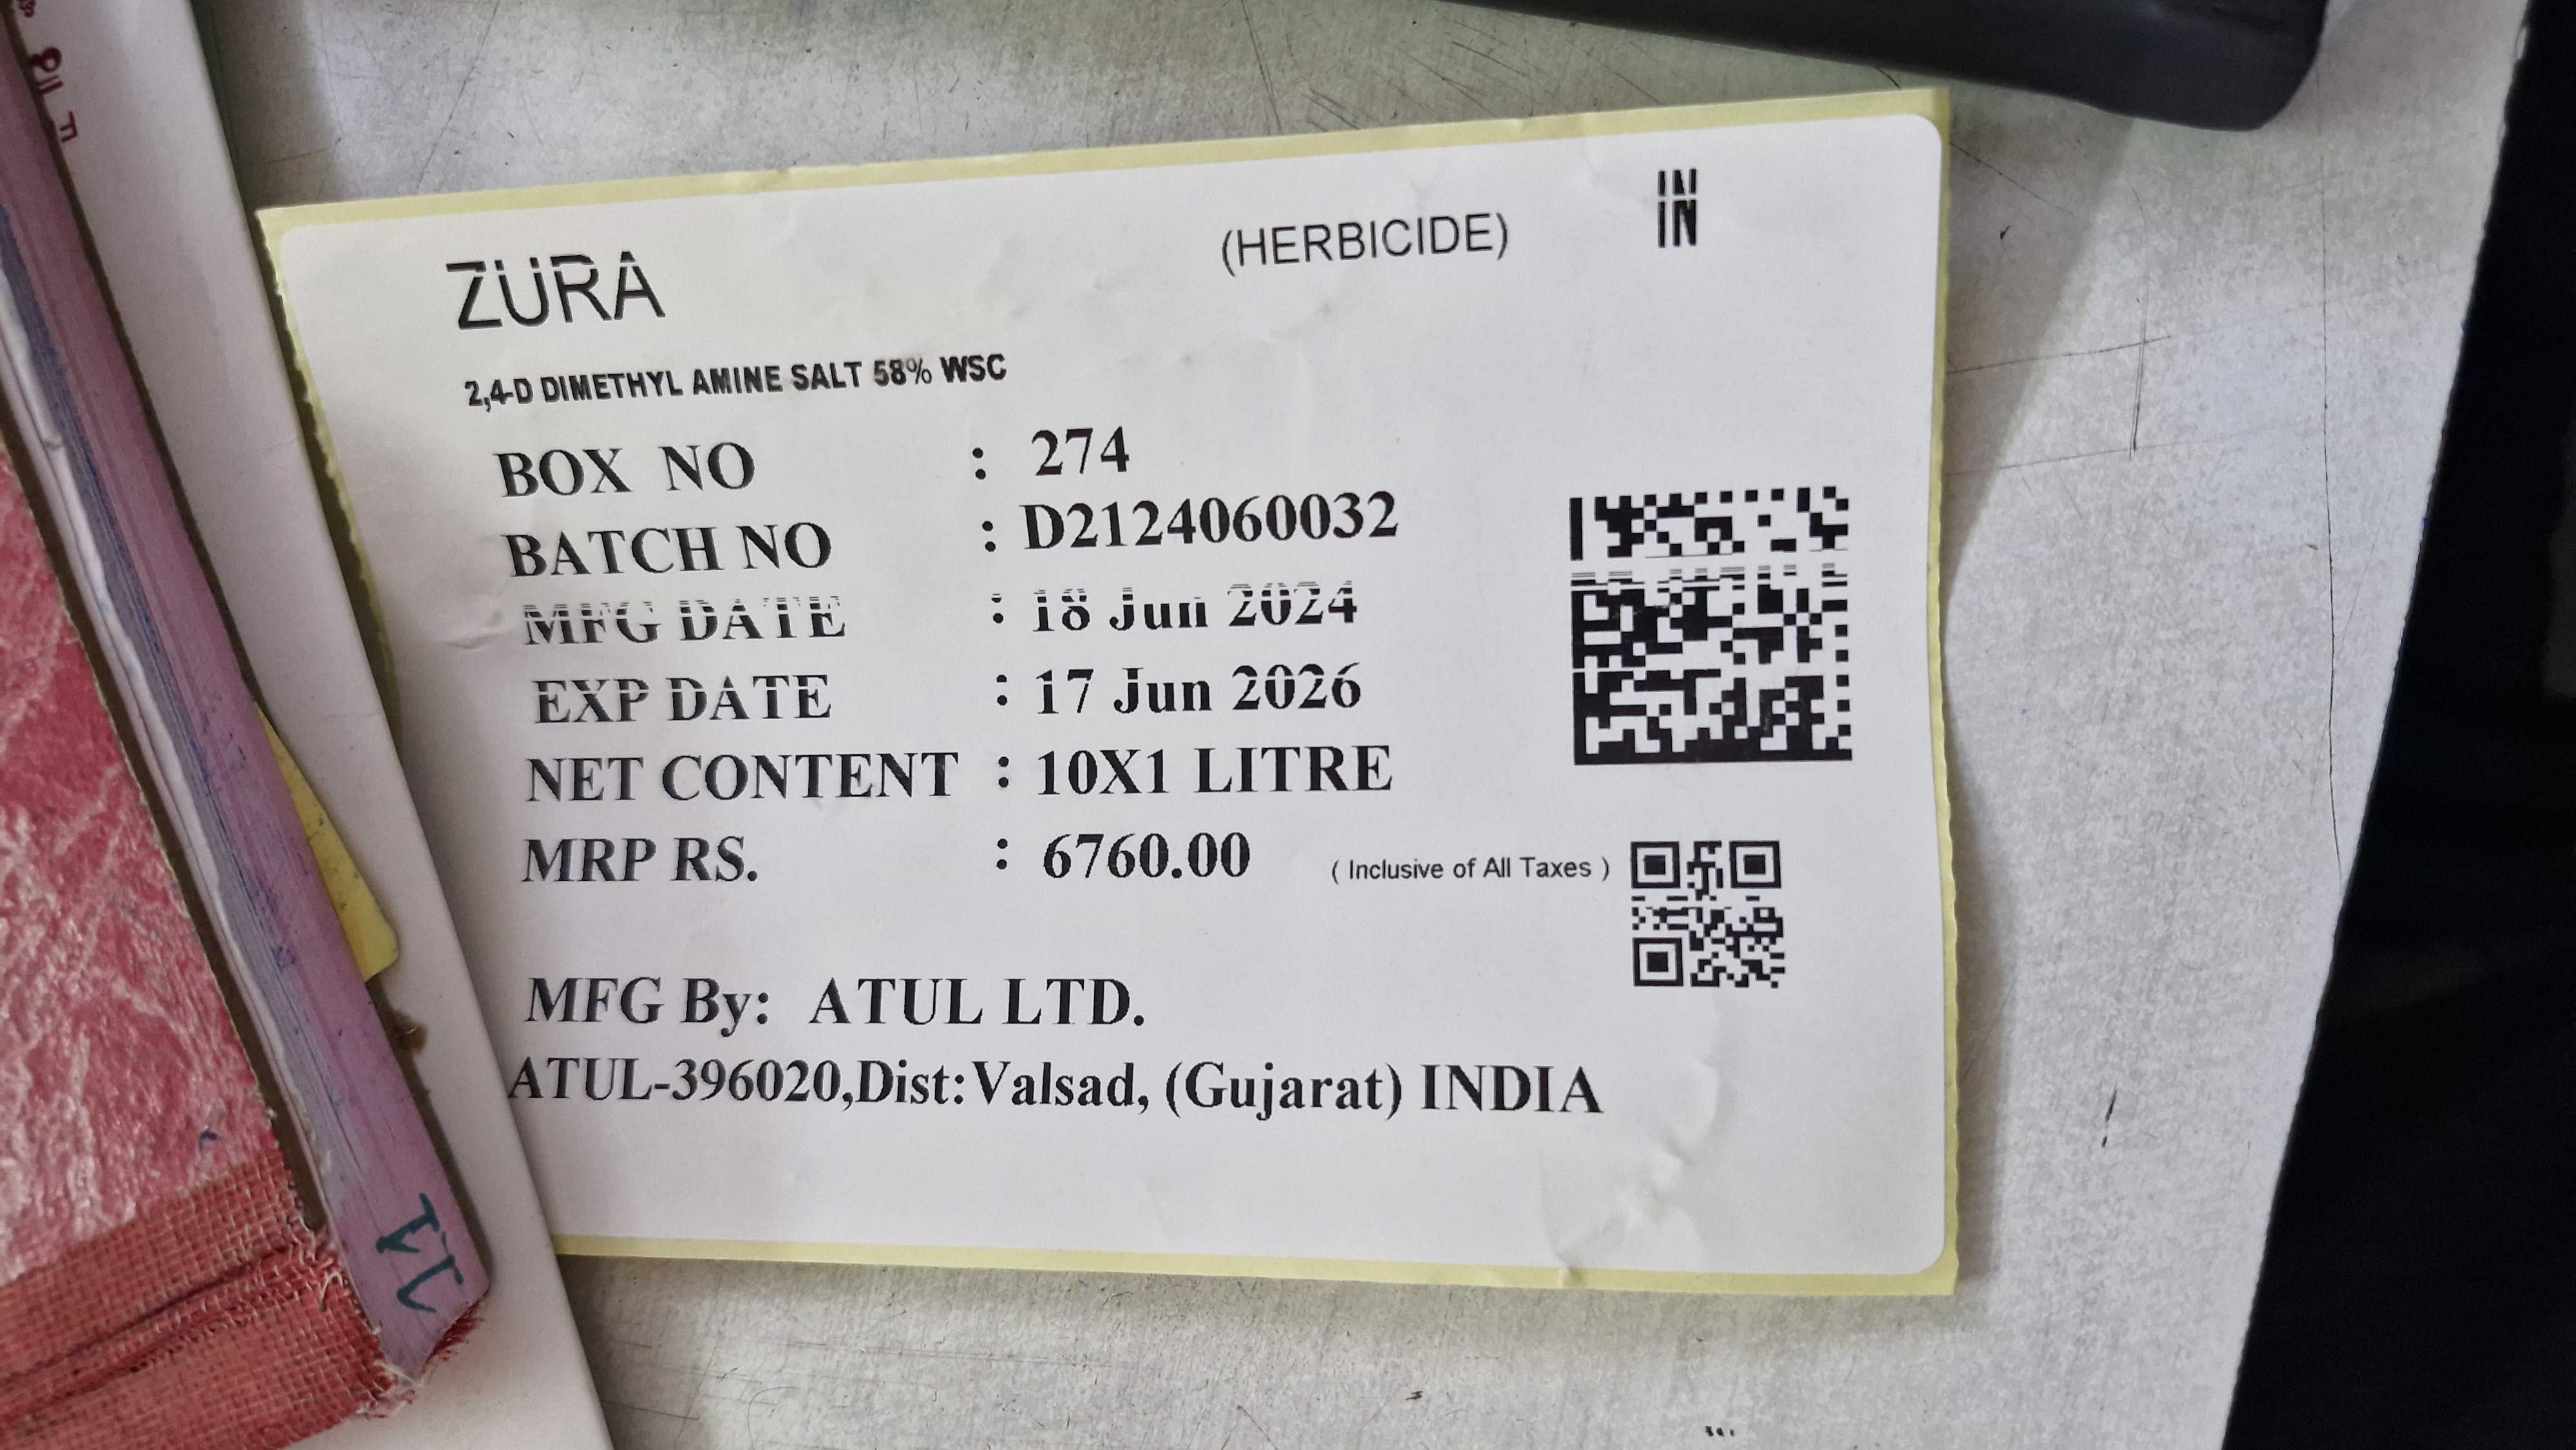 ZURA (HERBICIDE) IN
2,4-D DIMETHYL AMINE SALT 58% WSC
BOX NO : 274
BATCH NO : D2124060032
MFG DATE : 18 Jun 2024
EXP DATE : 17 Jun 2026
NET CONTENT : 10X1 LITRE
MRP RS. : 6760.00 ( Inclusive of All Taxes )
MFG By: ATUL LTD.
ATUL-396020,Dist:Valsad, (Gujarat) INDIA